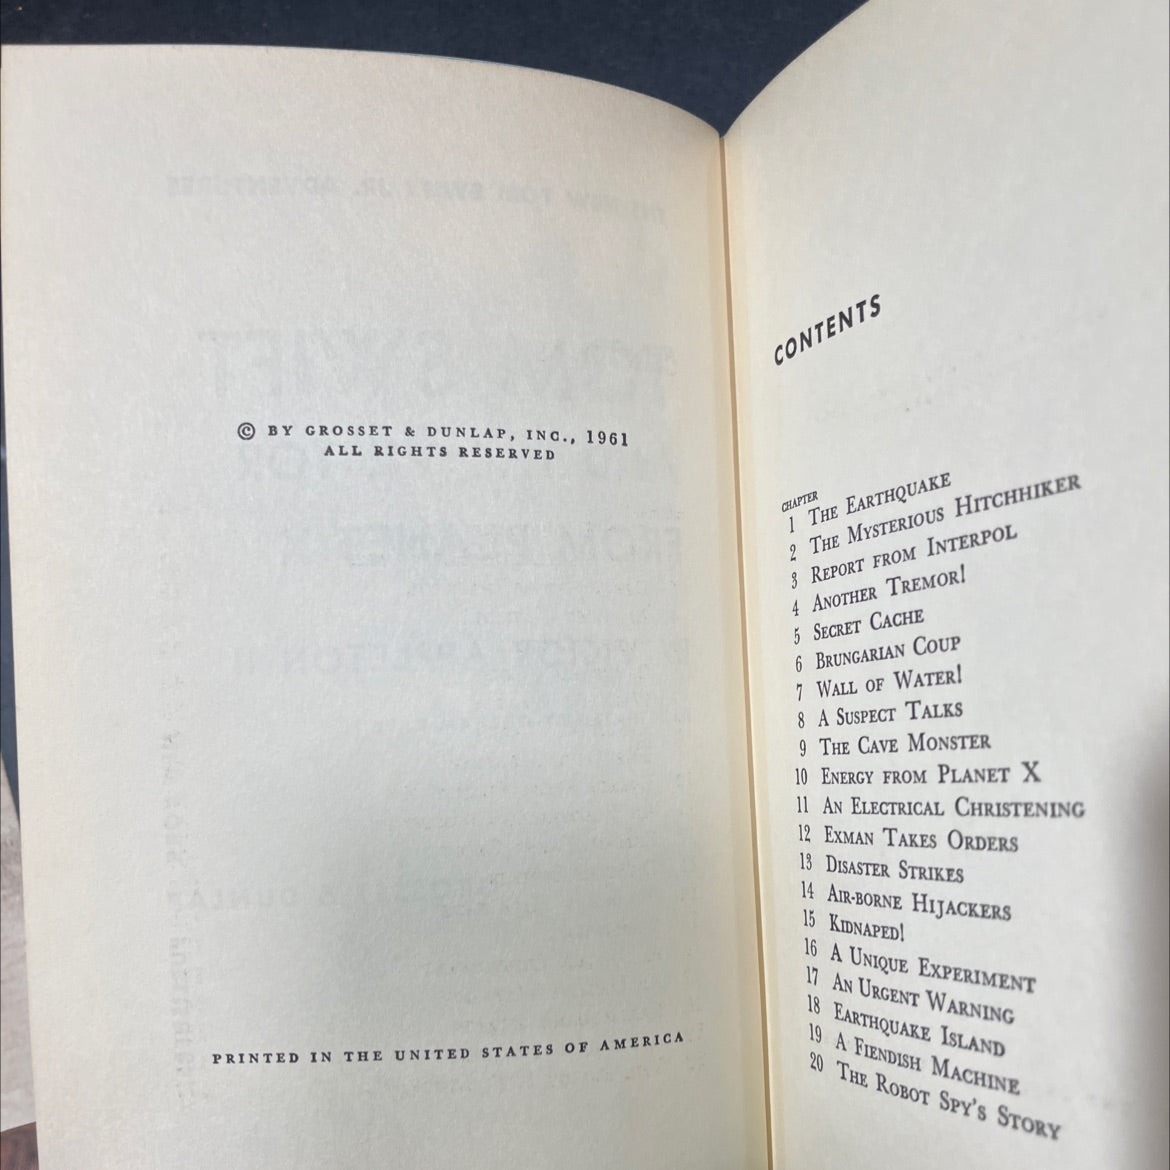 © BY GROSSET & DUNLAP, INC., 1961
ALL RIGHTS RESERVED
PRINTED IN THE UNITED STATES OF AMERICA
CONTENTS
CHAPTER
1 THE EARTHQUAKE
2 THE MYSTERIOUS HITCHHIKER
3 REPORT FROM INTERPOL
4 ANOTHER TREMOR!
5 SECRET CACHE
6 BRUNGARIAN COUP
7 WALL OF WATER!
8 A SUSPECT TALKS
9 THE CAVE MONSTER
10 ENERGY FROM PLANET X
11 AN ELECTRICAL CHRISTENING
12 EXMAN TAKES ORDERS
13 DISASTER STRIKES
14 AIR-BORNE HIJACKERS
15 KIDNAPED!
16 A UNIQUE EXPERIMENT
17 AN URGENT WARNING
18 EARTHQUAKE ISLAND
19 A FIENDISH MACHINE
20 THE ROBOT SPY'S STORY